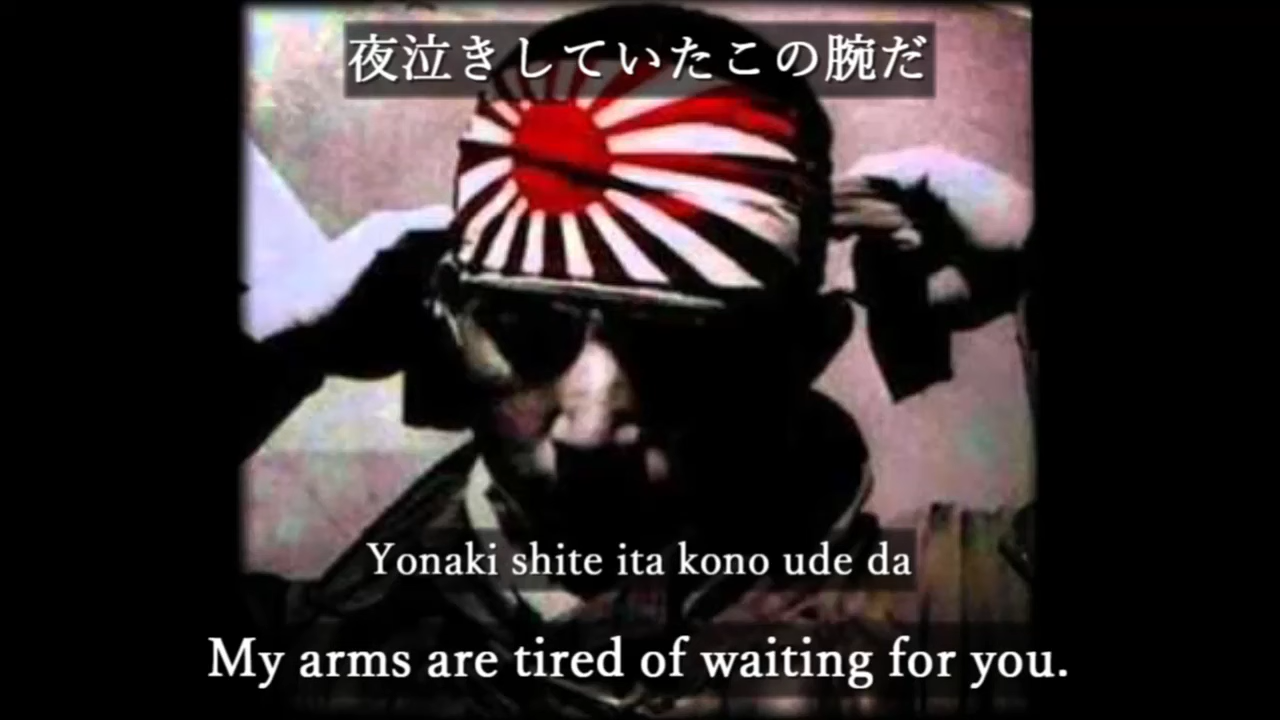 夜泣きしていたこの腕だ
Yonaki shite ita kono ude da
My arms are tired of waiting for you.